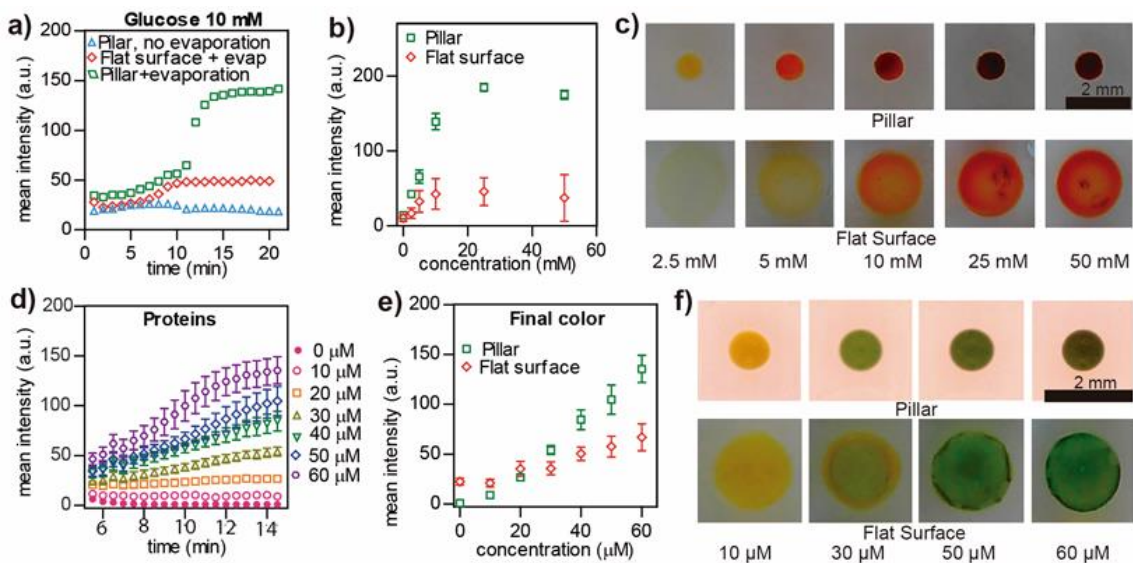 a)
Glucose 10 mM
Pilar, no evaporation
Flat surface + evap
Pillar+evaporation
mean intensity (a.u.)
200
150
100
50
0
0 5 10 15 20
time (min)
b)
Pillar
Flat surface
mean intensity (a.u.)
200
100
0
0 20 40 60
concentration (mM)
c)
2 mm
Pillar
Flat Surface
2.5 mM 5 mM 10 mM 25 mM 50 mM
d)
Proteins
mean intensity (a.u.)
200
150
100
50
0
6 8 10 12 14
time (min)
0 μM
10 μM
20 μM
30 μM
40 μM
50 μM
60 μM
e)
Final color
Pillar
Flat surface
mean intensity (a.u.)
200
150
100
50
0
0 20 40 60
concentration (μM)
f)
2 mm
Pillar
Flat Surface
10 μM 30 μM 50 μM 60 μM